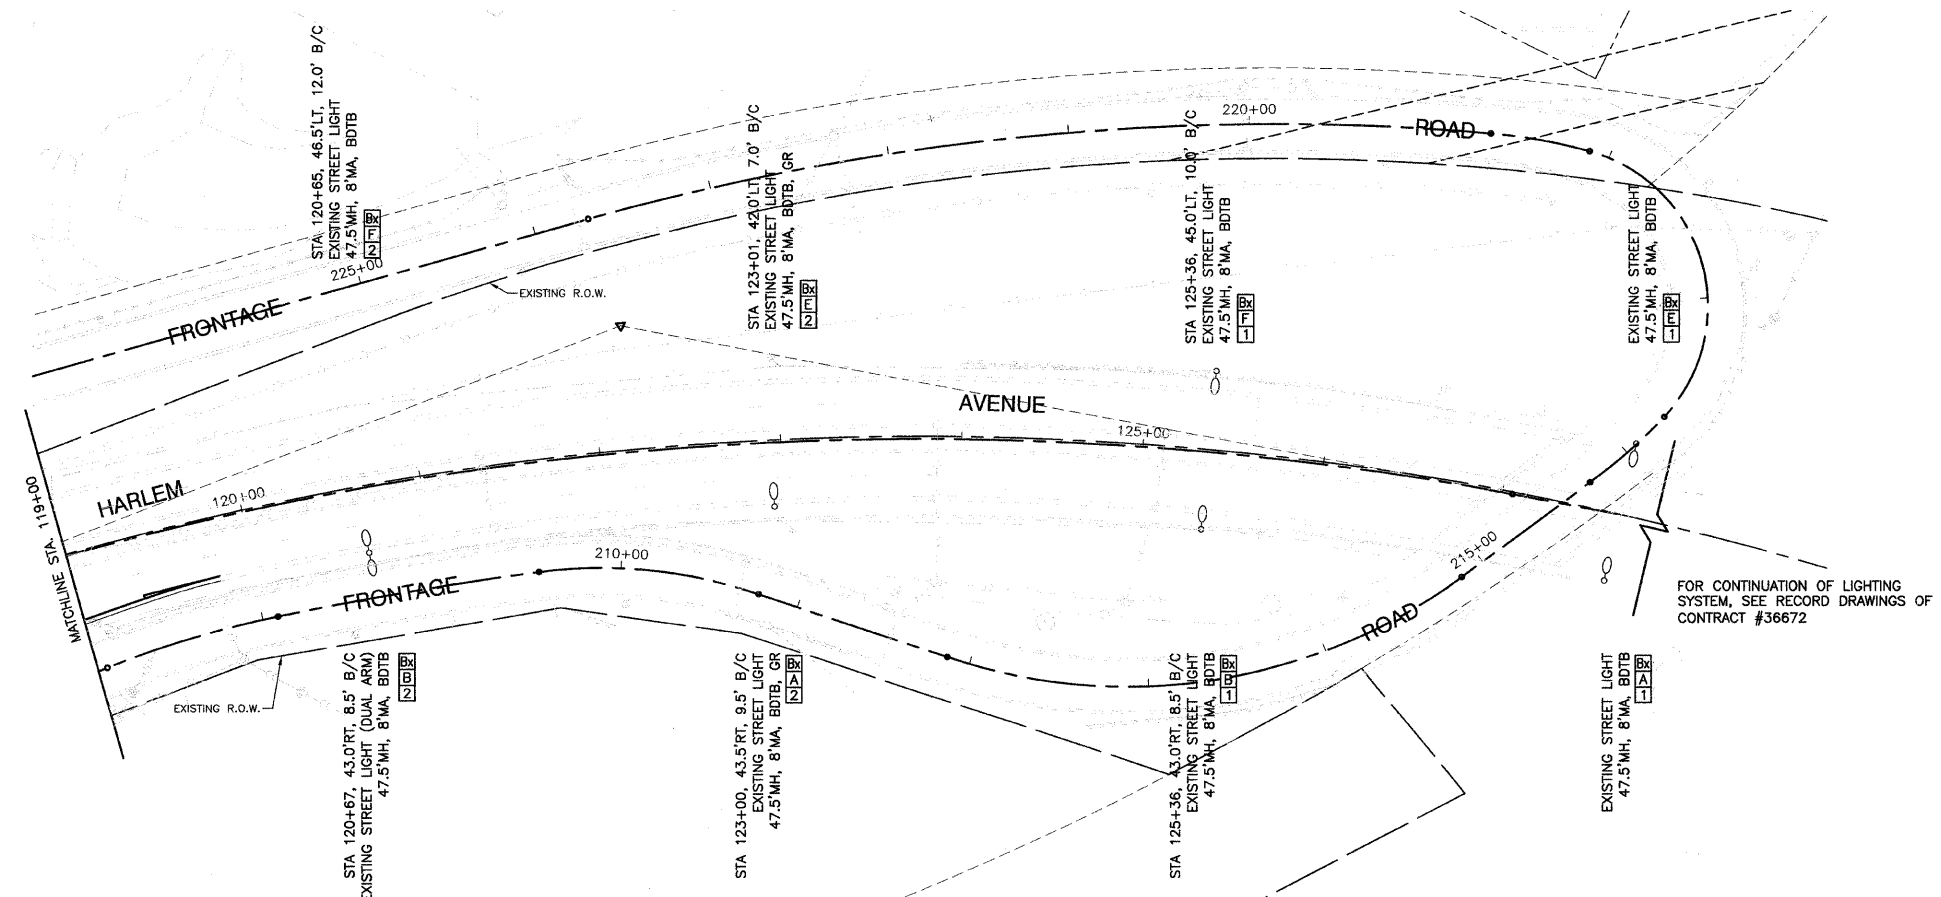 STA 120+65, 46.5'LT, 12.0' B/C
EXISTING STREET LIGHT
47.5'MH, 8'MA, BDTB
Bx
F
2
STA 123+01, 42.0'LT, 7.0' B/C
EXISTING STREET LIGHT
47.5'MH, 8'MA, BDTB, GR
Bx
E
2
STA 125+36, 45.0'LT, 10.0' B/C
EXISTING STREET LIGHT
47.5'MH, 8'MA, BDTB
Bx
F
1
EXISTING STREET LIGHT
47.5'MH, 8'MA, BDTB
Bx
E
1
220+00
ROAD
225+00
FRONTAGE
EXISTING R.O.W.
AVENUE
125+00
HARLEM
120+00
MATCHLINE STA. 119+00
210+00
FRONTAGE
215+00
ROAD
FOR CONTINUATION OF LIGHTING
SYSTEM, SEE RECORD DRAWINGS OF
CONTRACT #36672
EXISTING R.O.W.
STA 120+67, 43.0'RT, 8.5' B/C
EXISTING STREET LIGHT (DUAL ARM)
47.5'MH, 8'MA, BDTB
Bx
B
2
STA 123+00, 43.5'RT, 9.5' B/C
EXISTING STREET LIGHT
47.5'MH, 8'MA, BDTB, GR
Bx
A
2
STA 125+36, 43.0'RT, 8.5' B/C
EXISTING STREET LIGHT
47.5'MH, 8'MA, BDTB
Bx
B
1
EXISTING STREET LIGHT
47.5'MH, 8'MA, BDTB
Bx
A
1